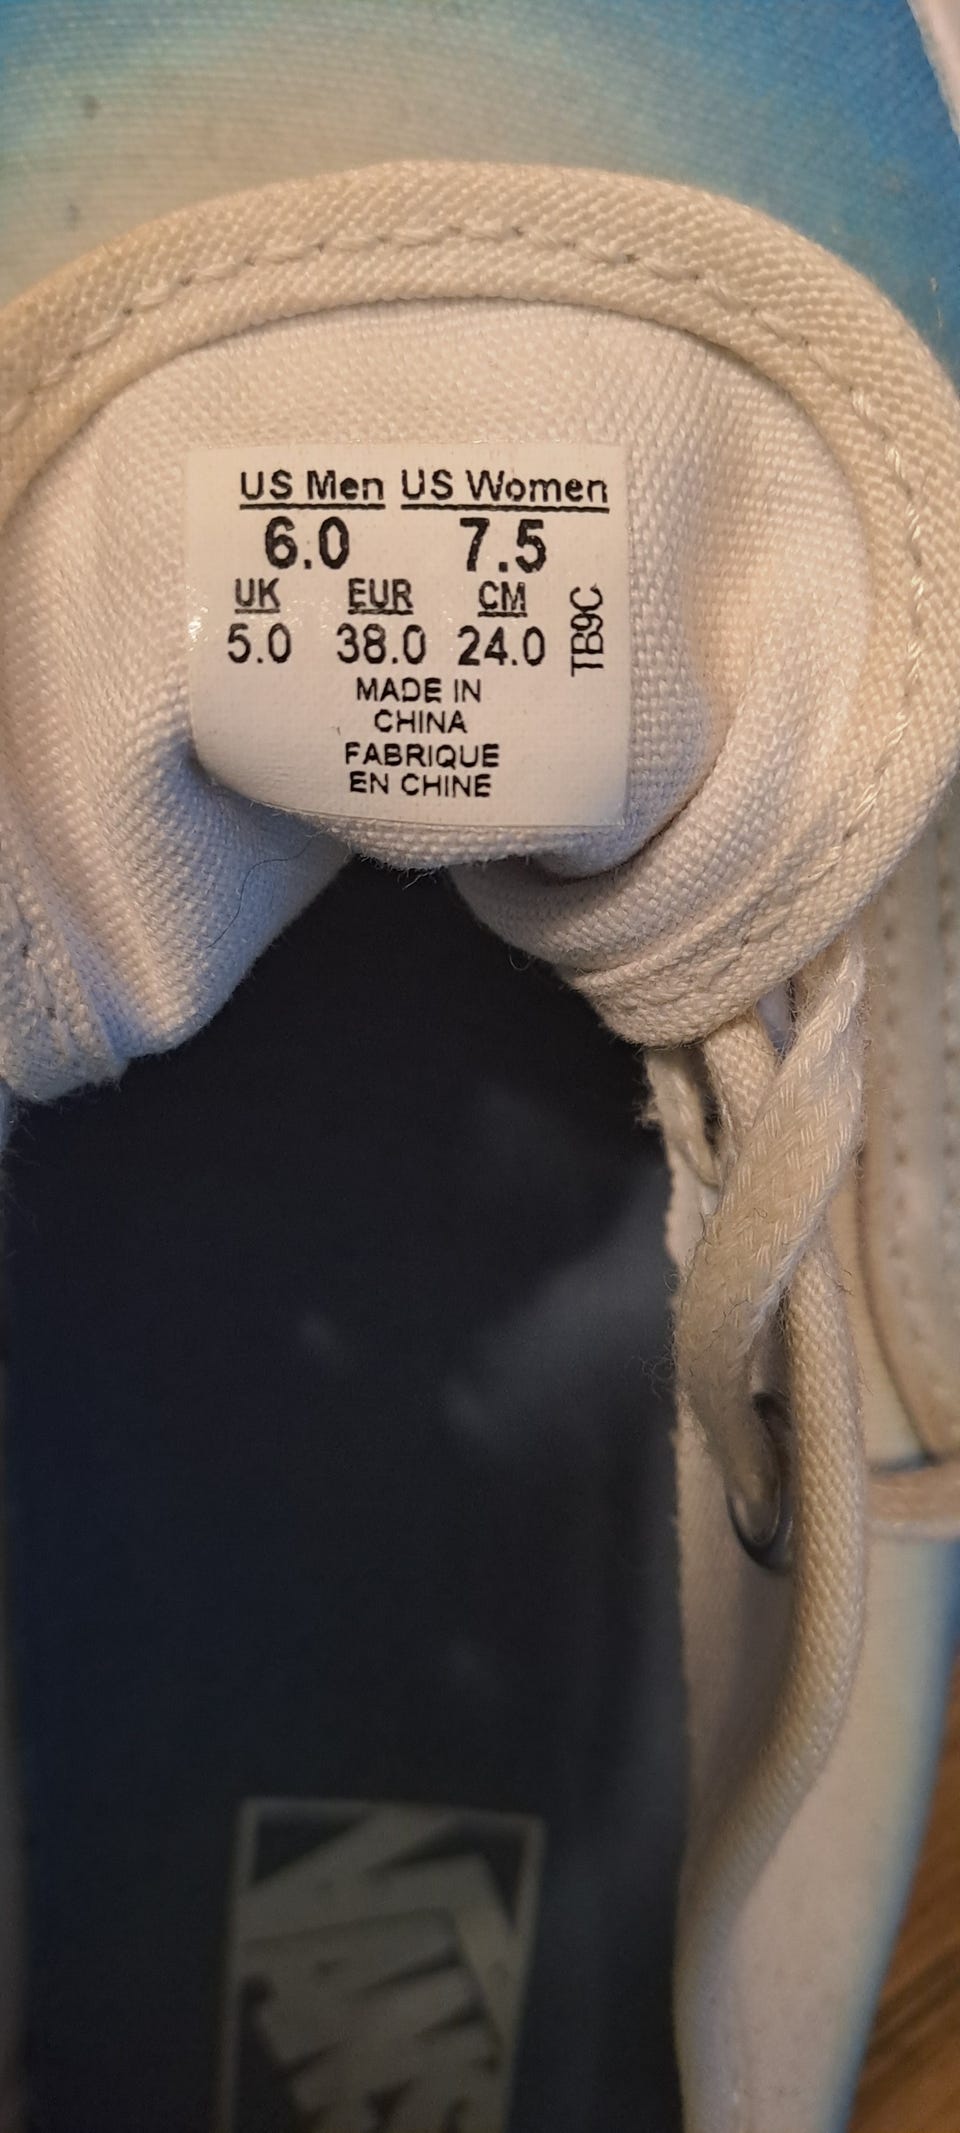 US Men US Women
6.0 7.5
UK EUR CM
5.0 38.0 24.0
TB9C
MADE IN
CHINA
FABRIQUE
EN CHINE